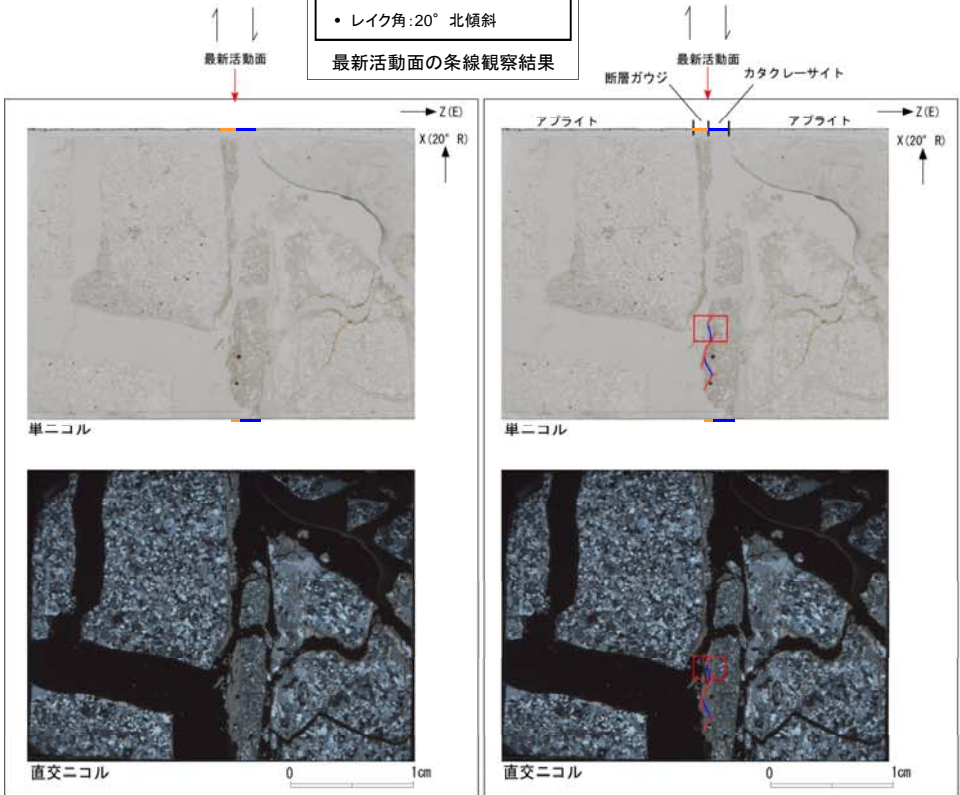 • レイク角：20° 北傾斜
最新活動面の条線観察結果
最新活動面
Z(E)
X(20° R)
単ニコル
直交ニコル
0 1cm
最新活動面
断層ガウジ カタクレーサイト
アプライト アプライト
Z(E)
X(20° R)
単ニコル
直交ニコル
0 1cm